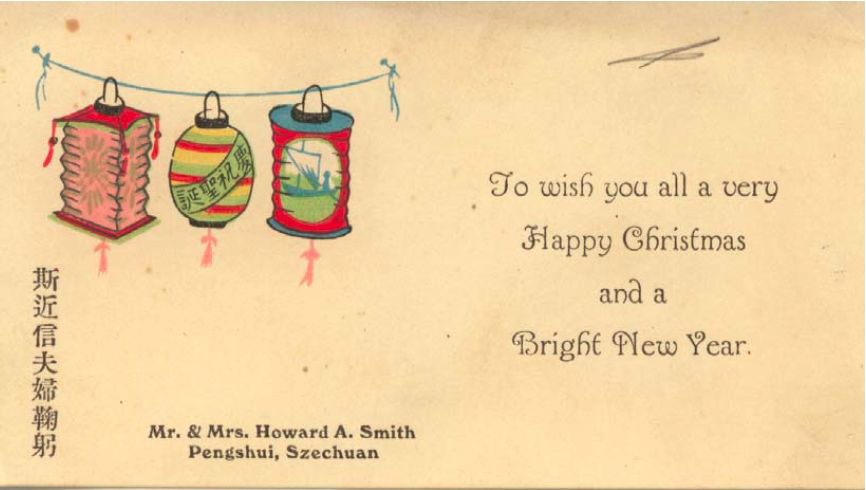 慶祝聖誕
斯近信夫婦鞠躬
Mr. & Mrs. Howard A. Smith
Pengshui, Szechuan
To wish you all a very
Happy Christmas
and a
Bright New Year.